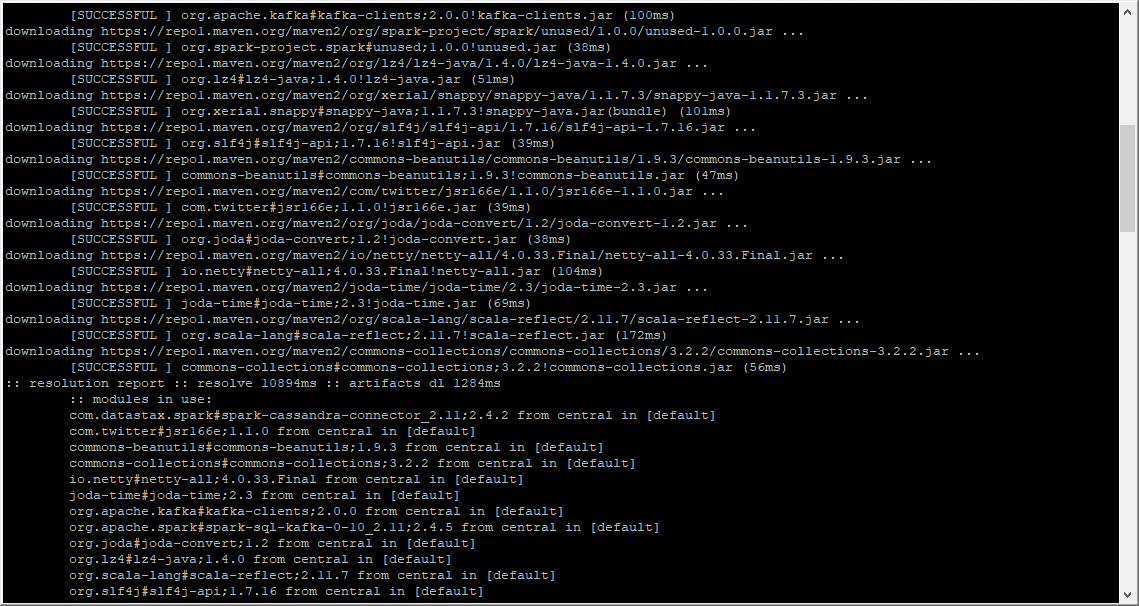 [SUCCESSFUL ] org.apache.kafka#kafka-clients;2.0.0!kafka-clients.jar (100ms)
downloading https://repo1.maven.org/maven2/org/spark-project/spark/unused/1.0.0/unused-1.0.0.jar ...
[SUCCESSFUL ] org.spark-project.spark#unused;1.0.0!unused.jar (38ms)
downloading https://repo1.maven.org/maven2/org/lz4/lz4-java/1.4.0/lz4-java-1.4.0.jar ...
[SUCCESSFUL ] org.lz4#lz4-java;1.4.0!lz4-java.jar (51ms)
downloading https://repo1.maven.org/maven2/org/xerial/snappy/snappy-java/1.1.7.3/snappy-java-1.1.7.3.jar ...
[SUCCESSFUL ] org.xerial.snappy#snappy-java;1.1.7.3!snappy-java.jar(bundle) (101ms)
downloading https://repo1.maven.org/maven2/org/slf4j/slf4j-api/1.7.16/slf4j-api-1.7.16.jar ...
[SUCCESSFUL ] org.slf4j#slf4j-api;1.7.16!slf4j-api.jar (39ms)
downloading https://repo1.maven.org/maven2/commons-beanutils/commons-beanutils/1.9.3/commons-beanutils-1.9.3.jar ...
[SUCCESSFUL ] commons-beanutils#commons-beanutils;1.9.3!commons-beanutils.jar (47ms)
downloading https://repo1.maven.org/maven2/com/twitter/jsr166e/1.1.0/jsr166e-1.1.0.jar ...
[SUCCESSFUL ] com.twitter#jsr166e;1.1.0!jsr166e.jar (39ms)
downloading https://repo1.maven.org/maven2/org/joda/joda-convert/1.2/joda-convert-1.2.jar ...
[SUCCESSFUL ] org.joda#joda-convert;1.2!joda-convert.jar (38ms)
downloading https://repo1.maven.org/maven2/io/netty/netty-all/4.0.33.Final/netty-all-4.0.33.Final.jar ...
[SUCCESSFUL ] io.netty#netty-all;4.0.33.Final!netty-all.jar (104ms)
downloading https://repo1.maven.org/maven2/joda-time/joda-time/2.3/joda-time-2.3.jar ...
[SUCCESSFUL ] joda-time#joda-time;2.3!joda-time.jar (69ms)
downloading https://repo1.maven.org/maven2/org/scala-lang/scala-reflect/2.11.7/scala-reflect-2.11.7.jar ...
[SUCCESSFUL ] org.scala-lang#scala-reflect;2.11.7!scala-reflect.jar (172ms)
downloading https://repo1.maven.org/maven2/commons-collections/commons-collections/3.2.2/commons-collections-3.2.2.jar ...
[SUCCESSFUL ] commons-collections#commons-collections;3.2.2!commons-collections.jar (56ms)
:: resolution report :: resolve 10894ms :: artifacts dl 1284ms
:: modules in use:
com.datastax.spark#spark-cassandra-connector_2.11;2.4.2 from central in [default]
com.twitter#jsr166e;1.1.0 from central in [default]
commons-beanutils#commons-beanutils;1.9.3 from central in [default]
commons-collections#commons-collections;3.2.2 from central in [default]
io.netty#netty-all;4.0.33.Final from central in [default]
joda-time#joda-time;2.3 from central in [default]
org.apache.kafka#kafka-clients;2.0.0 from central in [default]
org.apache.spark#spark-sql-kafka-0-10_2.11;2.4.5 from central in [default]
org.joda#joda-convert;1.2 from central in [default]
org.lz4#lz4-java;1.4.0 from central in [default]
org.scala-lang#scala-reflect;2.11.7 from central in [default]
org.slf4j#slf4j-api;1.7.16 from central in [default]